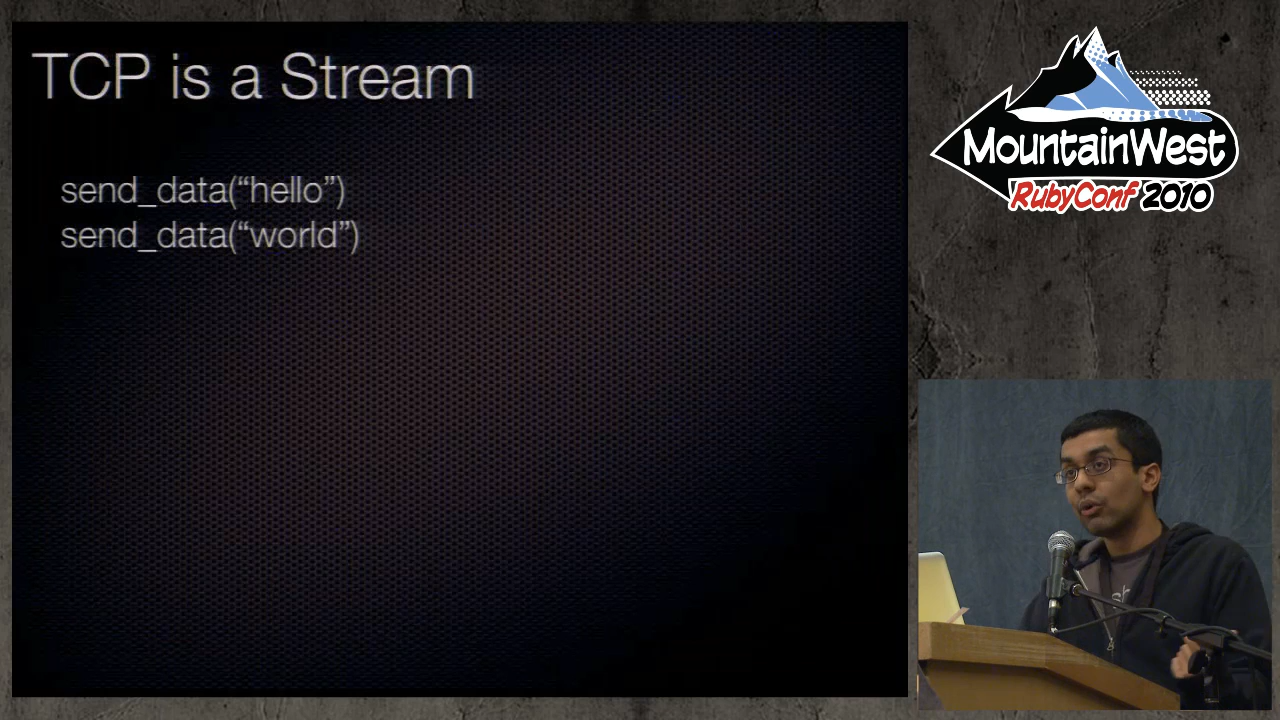 TCP is a Stream
send_data(“hello”)
send_data(“world”)
MountainWest
RubyConf 2010